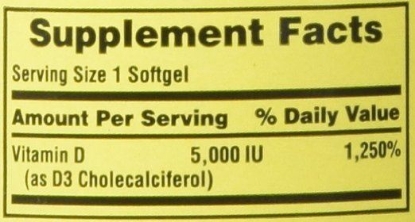 Supplement Facts
Serving Size 1 Softgel
Amount Per Serving % Daily Value
Vitamin D 5,000 IU 1,250%
(as D3 Cholecalciferol)